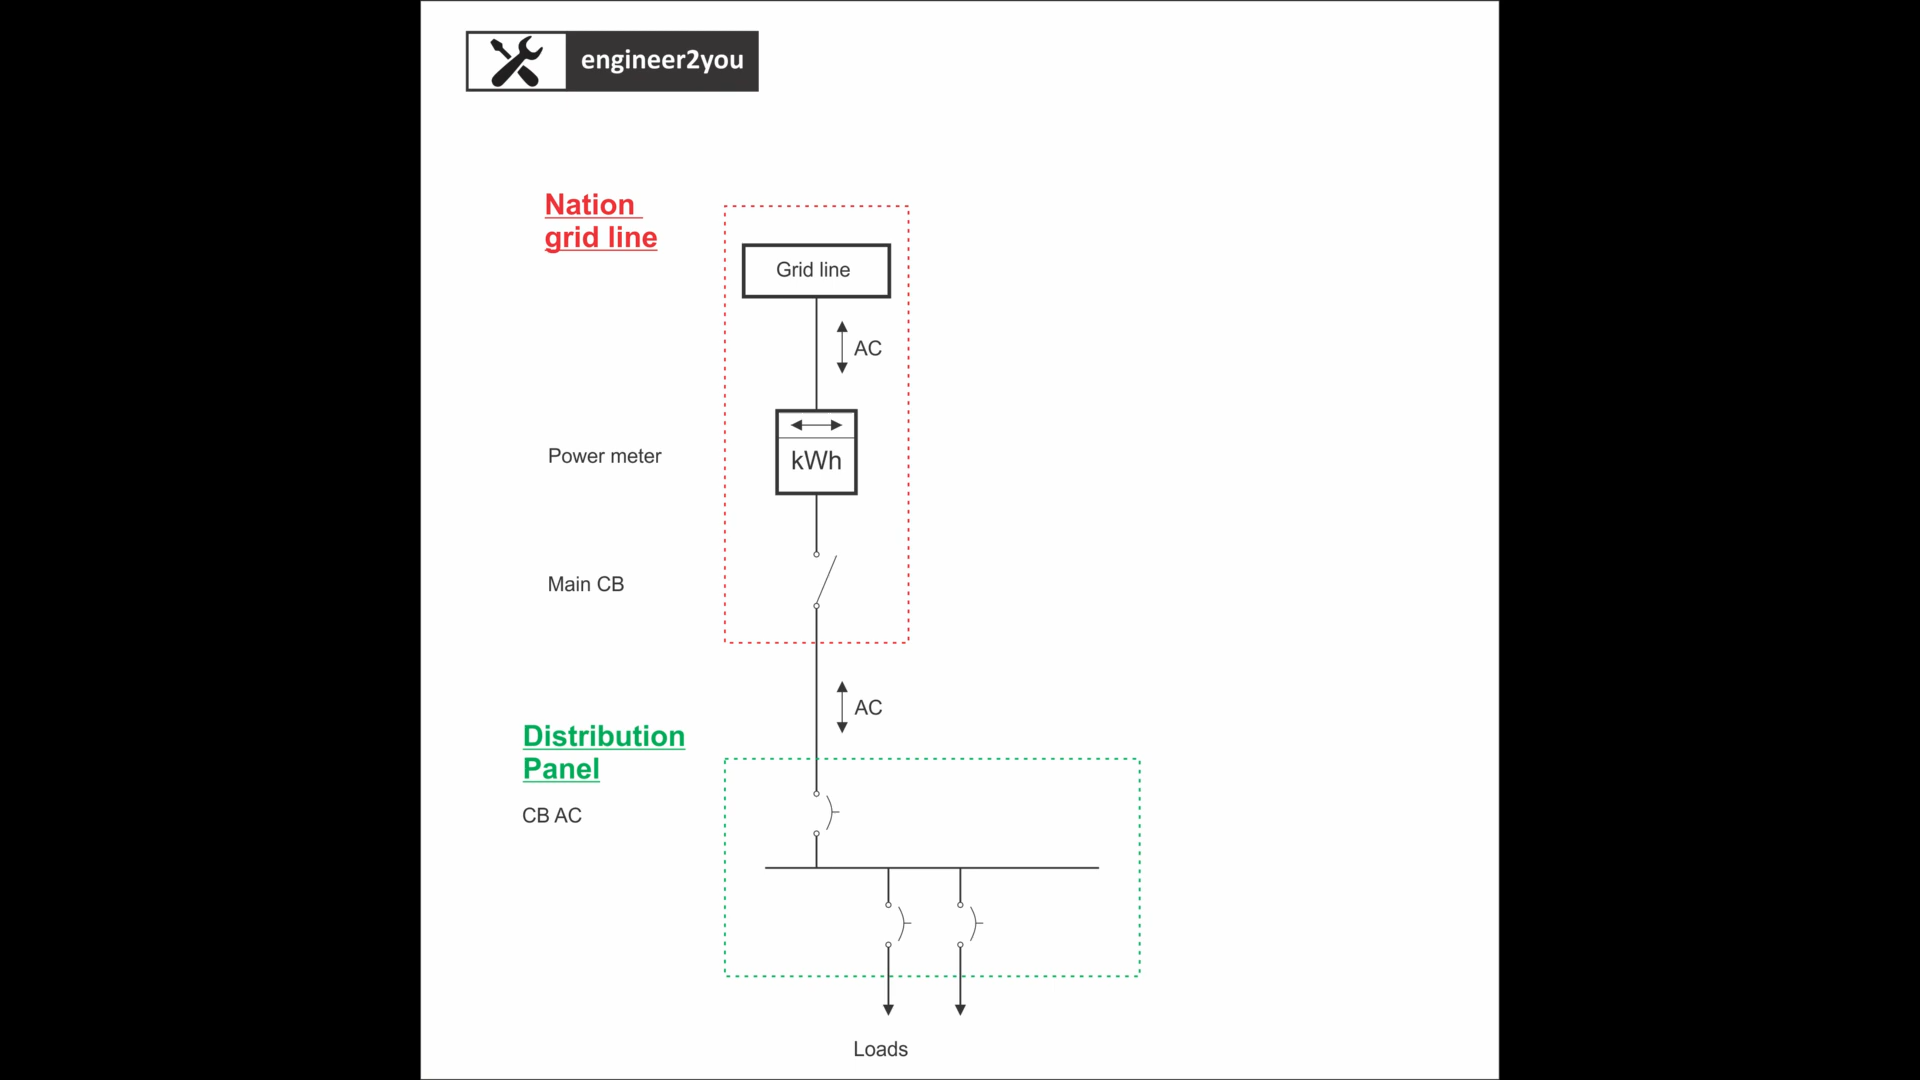 engineer2you
Nation
grid line
Grid line
AC
Power meter
kWh
Main CB
AC
Distribution
Panel
CB AC
Loads